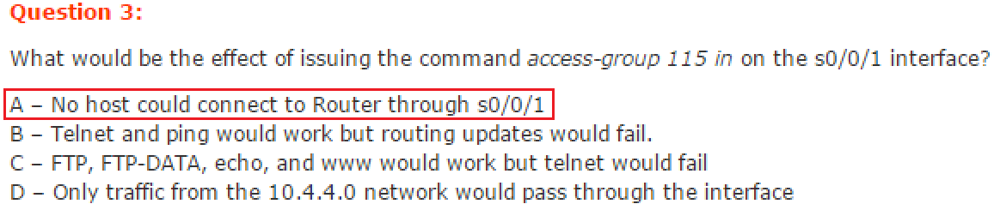 Question 3:
What would be the effect of issuing the command access-group 115 in on the s0/0/1 interface?
A – No host could connect to Router through s0/0/1
B – Telnet and ping would work but routing updates would fail.
C – FTP, FTP-DATA, echo, and www would work but telnet would fail
D – Only traffic from the 10.4.4.0 network would pass through the interface